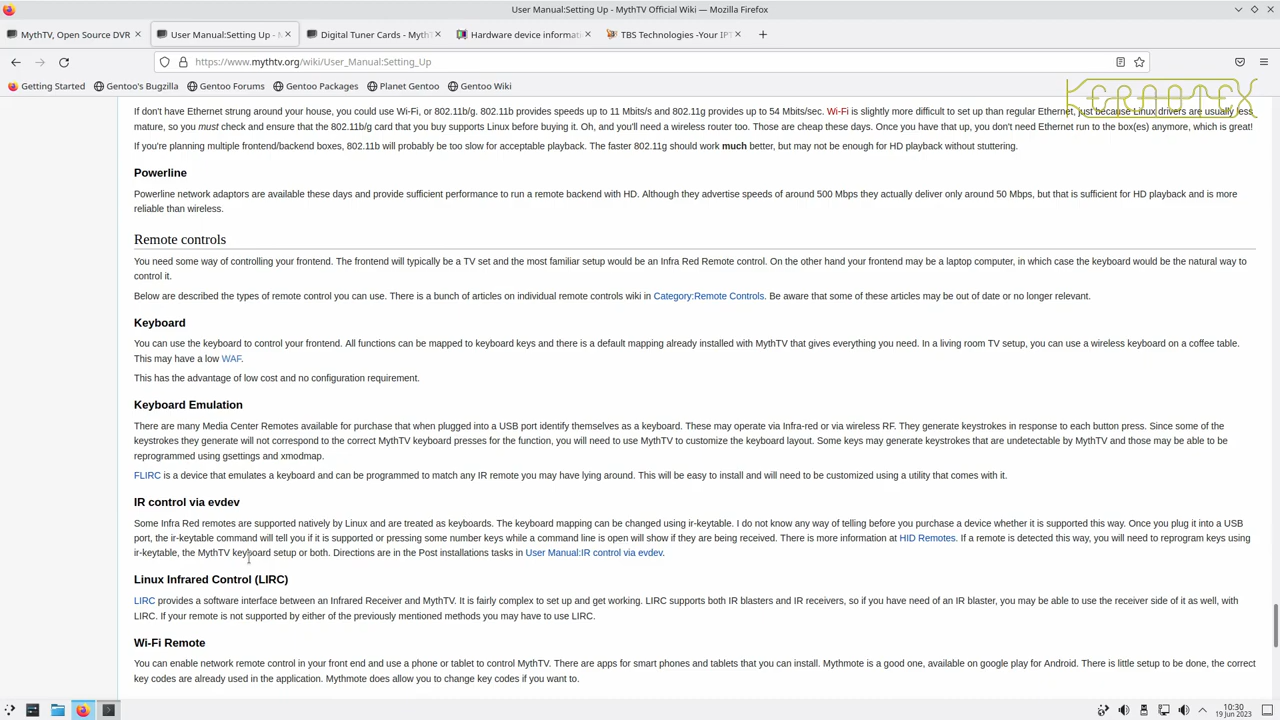 User Manual:Setting Up - MythTV Official Wiki — Mozilla Firefox
MythTV, Open Source DVR
User Manual:Setting Up -
Digital Tuner Cards - MythT
Hardware device informati
TBS Technologies -Your IPT
https://www.mythtv.org/wiki/User_Manual:Setting_Up
Getting Started
Gentoo's Bugzilla
Gentoo Forums
Gentoo Packages
Planet Gentoo
Gentoo Wiki
KERNOTEX
If don't have Ethernet strung around your house, you could use Wi-Fi, or 802.11b/g. 802.11b provides speeds up to 11 Mbits/s and 802.11g provides up to 54 Mbits/sec. Wi-Fi is slightly more difficult to set up than regular Ethernet, just because Linux drivers are usually less
mature, so you must check and ensure that the 802.11b/g card that you buy supports Linux before buying it. Oh, and you'll need a wireless router too. Those are cheap these days. Once you have that up, you don't need Ethernet run to the box(es) anymore, which is great!
If you're planning multiple frontend/backend boxes, 802.11b will probably be too slow for acceptable playback. The faster 802.11g should work much better, but may not be enough for HD playback without stuttering.
Powerline
Powerline network adaptors are available these days and provide sufficient performance to run a remote backend with HD. Although they advertise speeds of around 500 Mbps they actually deliver only around 50 Mbps, but that is sufficient for HD playback and is more
reliable than wireless.
Remote controls
You need some way of controlling your frontend. The frontend will typically be a TV set and the most familiar setup would be an Infra Red Remote control. On the other hand your frontend may be a laptop computer, in which case the keyboard would be the natural way to
control it.
Below are described the types of remote control you can use. There is a bunch of articles on individual remote controls wiki in Category:Remote Controls. Be aware that some of these articles may be out of date or no longer relevant.
Keyboard
You can use the keyboard to control your frontend. All functions can be mapped to keyboard keys and there is a default mapping already installed with MythTV that gives everything you need. In a living room TV setup, you can use a wireless keyboard on a coffee table.
This may have a low WAF.
This has the advantage of low cost and no configuration requirement.
Keyboard Emulation
There are many Media Center Remotes available for purchase that when plugged into a USB port identify themselves as a keyboard. These may operate via Infra-red or via wireless RF. They generate keystrokes in response to each button press. Since some of the
keystrokes they generate will not correspond to the correct MythTV keyboard presses for the function, you will need to use MythTV to customize the keyboard layout. Some keys may generate keystrokes that are undetectable by MythTV and those may be able to be
reprogrammed using gsettings and xmodmap.
FLIRC is a device that emulates a keyboard and can be programmed to match any IR remote you may have lying around. This will be easy to install and will need to be customized using a utility that comes with it.
IR control via evdev
Some Infra Red remotes are supported natively by Linux and are treated as keyboards. The keyboard mapping can be changed using ir-keytable. I do not know any way of telling before you purchase a device whether it is supported this way. Once you plug it into a USB
port, the ir-keytable command will tell you if it is supported or pressing some number keys while a command line is open will show if they are being received. There is more information at HID Remotes. If a remote is detected this way, you will need to reprogram keys using
ir-keytable, the MythTV keyboard setup or both. Directions are in the Post installations tasks in User Manual:IR control via evdev.
Linux Infrared Control (LIRC)
LIRC provides a software interface between an Infrared Receiver and MythTV. It is fairly complex to set up and get working. LIRC supports both IR blasters and IR receivers, so if you have need of an IR blaster, you may be able to use the receiver side of it as well, with
LIRC. If your remote is not supported by either of the previously mentioned methods you may have to use LIRC.
Wi-Fi Remote
You can enable network remote control in your front end and use a phone or tablet to control MythTV. There are apps for smart phones and tablets that you can install. Mythmote is a good one, available on google play for Android. There is little setup to be done, the correct
key codes are already used in the application. Mythmote does allow you to change key codes if you want to.
10:30
19 Jun 2023